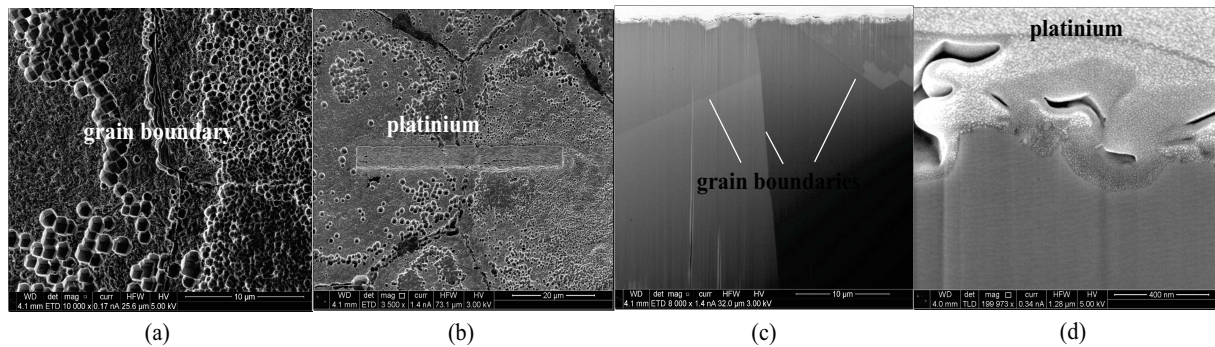 grain boundary
WD det mag □ curr HFW HV
4.1 mm ETD 10 000 x 0.17 nA 25.6 µm 5.00 kV
10 µm
(a)
platinium
WD det mag □ curr HFW HV
4.1 mm ETD 3 500 x 1.4 nA 73.1 µm 3.00 kV
20 µm
(b)
grain boundaries
WD det mag □ curr HFW HV
4.1 mm ETD 8 000 x 1.4 nA 32.0 µm 3.00 kV
10 µm
(c)
platinium
WD det mag □ curr HFW HV
4.0 mm TLD 199 973 x 0.34 nA 1.28 µm 5.00 kV
400 nm
(d)